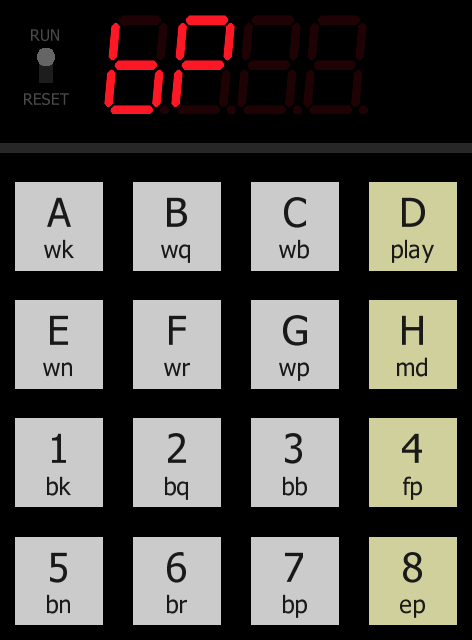 RUN
bP
RESET
A B C D
wk wq wb play
E F G H
wn wr wp md
1 2 3 4
bk bq bb fp
5 6 7 8
bn br bp ep